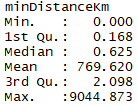 minDistanceKm
Min.   :   0.000
1st Qu.:   0.168
Median :   0.625
Mean   : 769.620
3rd Qu.:   2.098
Max.   :9044.873